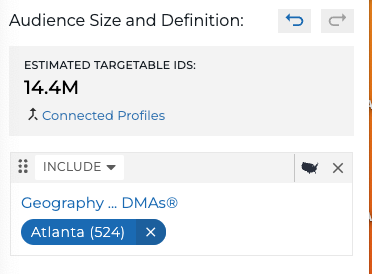 Audience Size and Definition:
ESTIMATED TARGETABLE IDS:
14.4M
Connected Profiles
INCLUDE
Geography ... DMAs®
Atlanta (524)